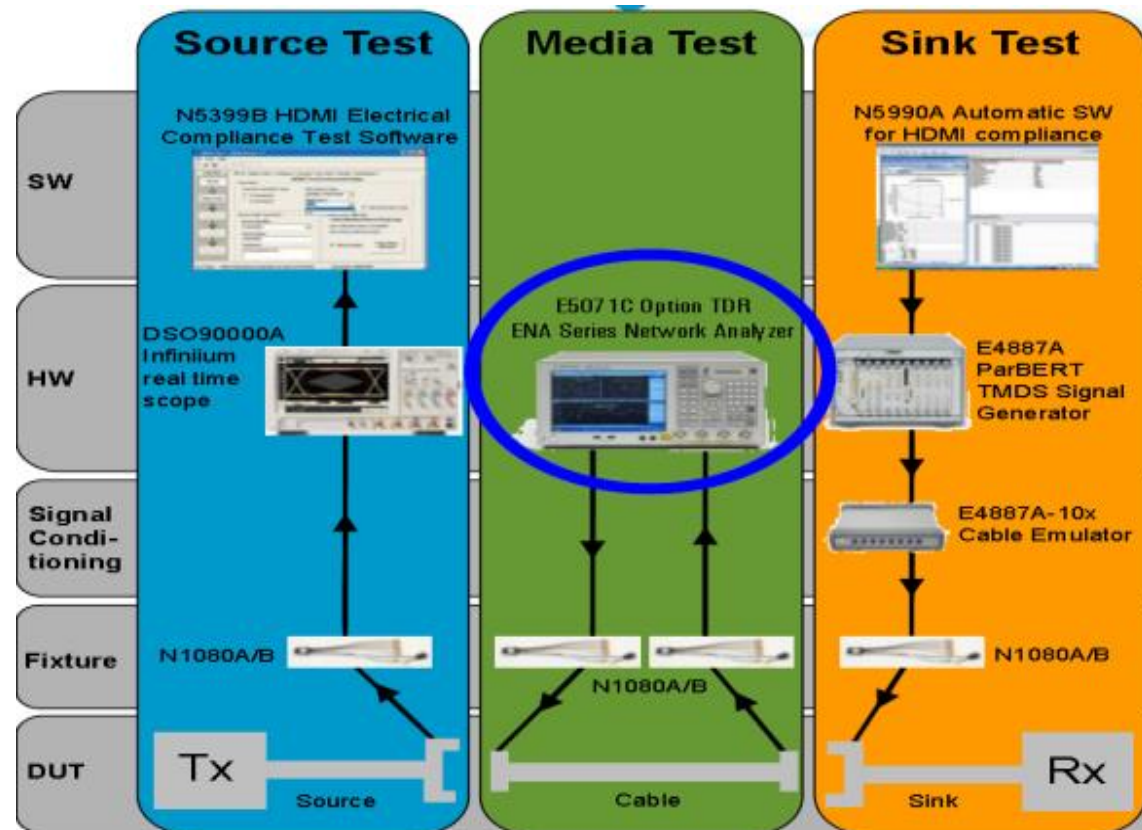 Source Test
Media Test
Sink Test
SW
N5399B HDMI Electrical
Compliance Test Software
N5990A Automatic SW
for HDMI compliance
HW
DSO90000A
Infiniium
real time
scope
E5071C Option TDR
ENA Series Network Analyzer
E4887A
ParBERT
TMDS Signal
Generator
Signal
Condi-
tioning
E4887A-10x
Cable Emulator
Fixture
N1080A/B
N1080A/B
N1080A/B
DUT
Tx
Source
Cable
Sink
Rx